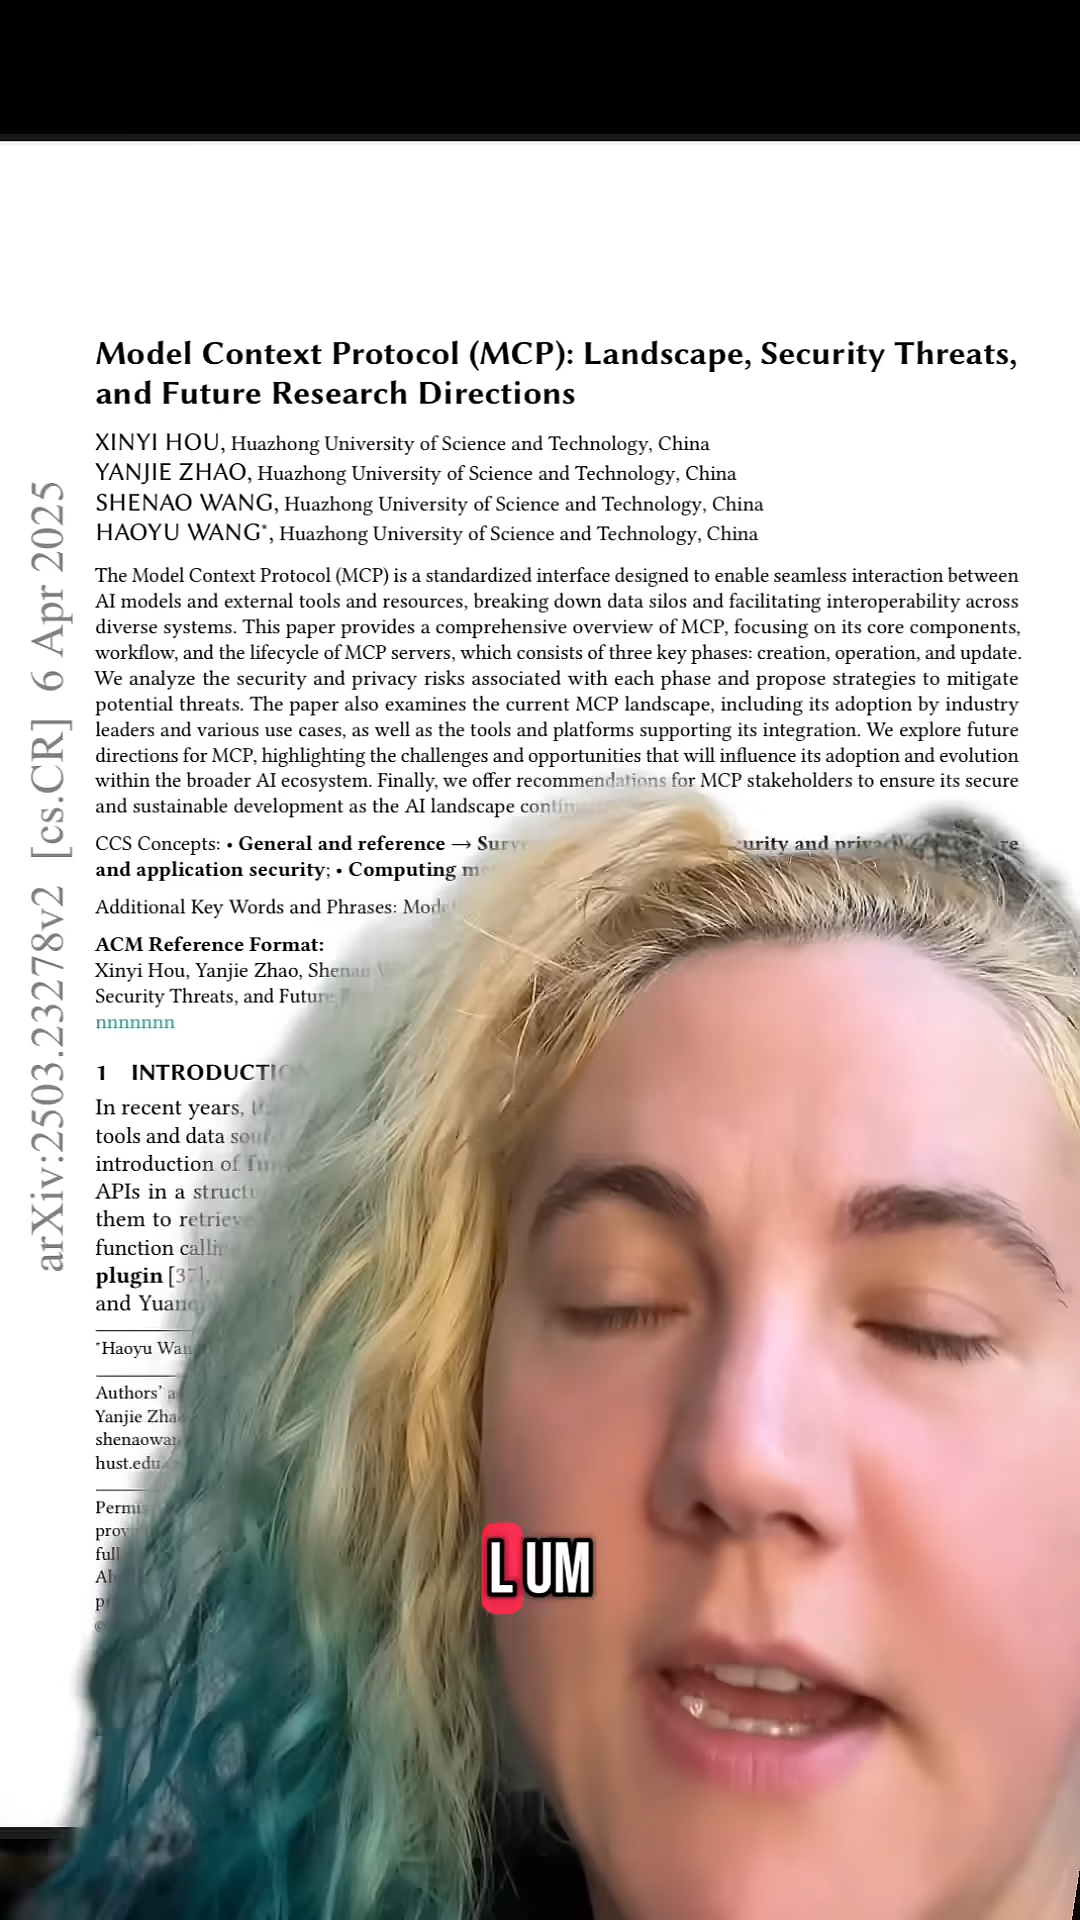 Model Context Protocol (MCP): Landscape, Security Threats,
and Future Research Directions
XINYI HOU, Huazhong University of Science and Technology, China
YANJIE ZHAO, Huazhong University of Science and Technology, China
SHENAO WANG, Huazhong University of Science and Technology, China
HAOYU WANG*, Huazhong University of Science and Technology, China
The Model Context Protocol (MCP) is a standardized interface designed to enable seamless interaction between
AI models and external tools and resources, breaking down data silos and facilitating interoperability across
diverse systems. This paper provides a comprehensive overview of MCP, focusing on its core components,
workflow, and the lifecycle of MCP servers, which consists of three key phases: creation, operation, and update.
We analyze the security and privacy risks associated with each phase and propose strategies to mitigate
potential threats. The paper also examines the current MCP landscape, including its adoption by industry
leaders and various use cases, as well as the tools and platforms supporting its integration. We explore future
directions for MCP, highlighting the challenges and opportunities that will influence its adoption and evolution
within the broader AI ecosystem. Finally, we offer recommendations for MCP stakeholders to ensure its secure
and sustainable development as the AI landscape
CCS Concepts: • General and reference → and
and application security; • Computing
Additional Key Words and Phrases:
ACM Reference Format:
Xinyi Hou, Yanjie Zhao, Shenao
Security Threats, and Future
nnnnnnn
1 INTRODUCTION
In recent years,
tools and data
introduction of
APIs in a
them to retrieve
function
plugin [37],
and
*Haoyu
Authors'
Yanjie
arXiv:2503.23278v2 [cs.CR] 6 Apr 2025
L UM